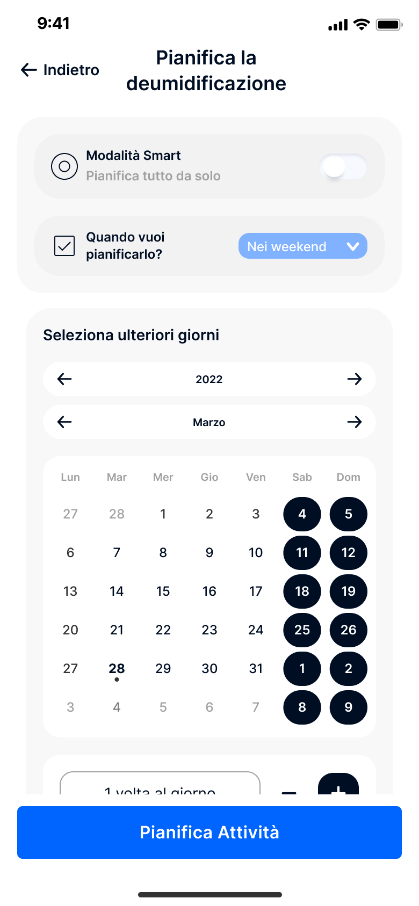 9:41
Indietro
Pianifica la
deumidificazione
Modalità Smart
Pianifica tutto da solo
Quando vuoi
pianificarlo?
Nei weekend
Seleziona ulteriori giorni
2022
Marzo
Lun Mar Mer Gio Ven Sab Dom
27 28 1 2 3 4 5
6 7 8 9 10 11 12
13 14 15 16 17 18 19
20 21 22 23 24 25 26
27 28 29 30 31 1 2
3 4 5 6 7 8 9
1 volta al giorno
Pianifica Attività